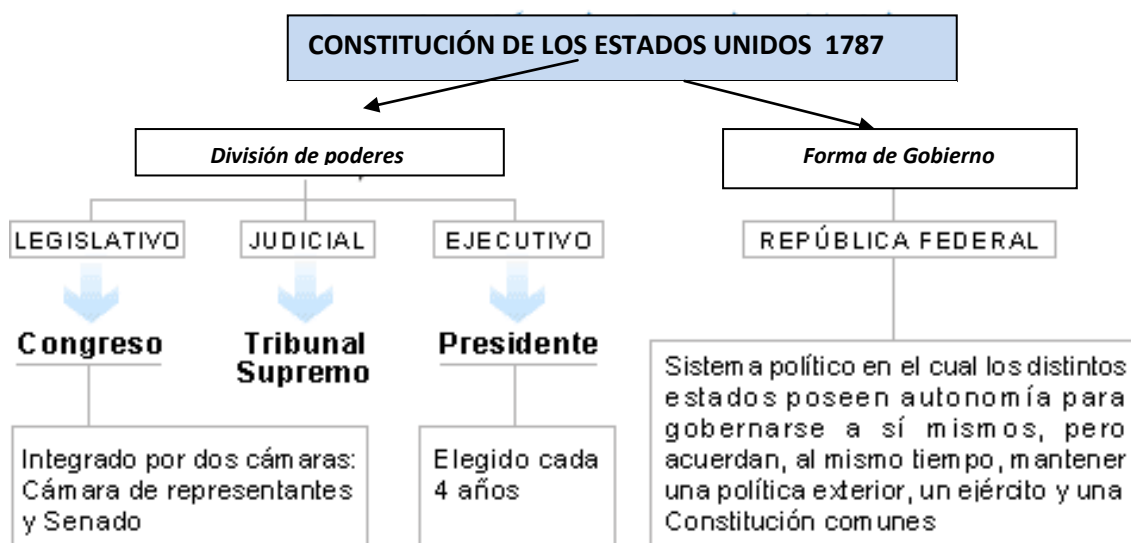 CONSTITUCIÓN DE LOS ESTADOS UNIDOS 1787
División de poderes
Forma de Gobierno
LEGISLATIVO
JUDICIAL
EJECUTIVO
REPÚBLICA FEDERAL
Congreso
Tribunal
Supremo
Presidente
Integrado por dos cámaras:
Cámara de representantes
y Senado
Elegido cada
4 años
Sistema político en el cual los distintos
estados poseen autonomía para
gobernarse a sí mismos, pero
acuerdan, al mismo tiempo, mantener
una política exterior, un ejército y una
Constitución comunes